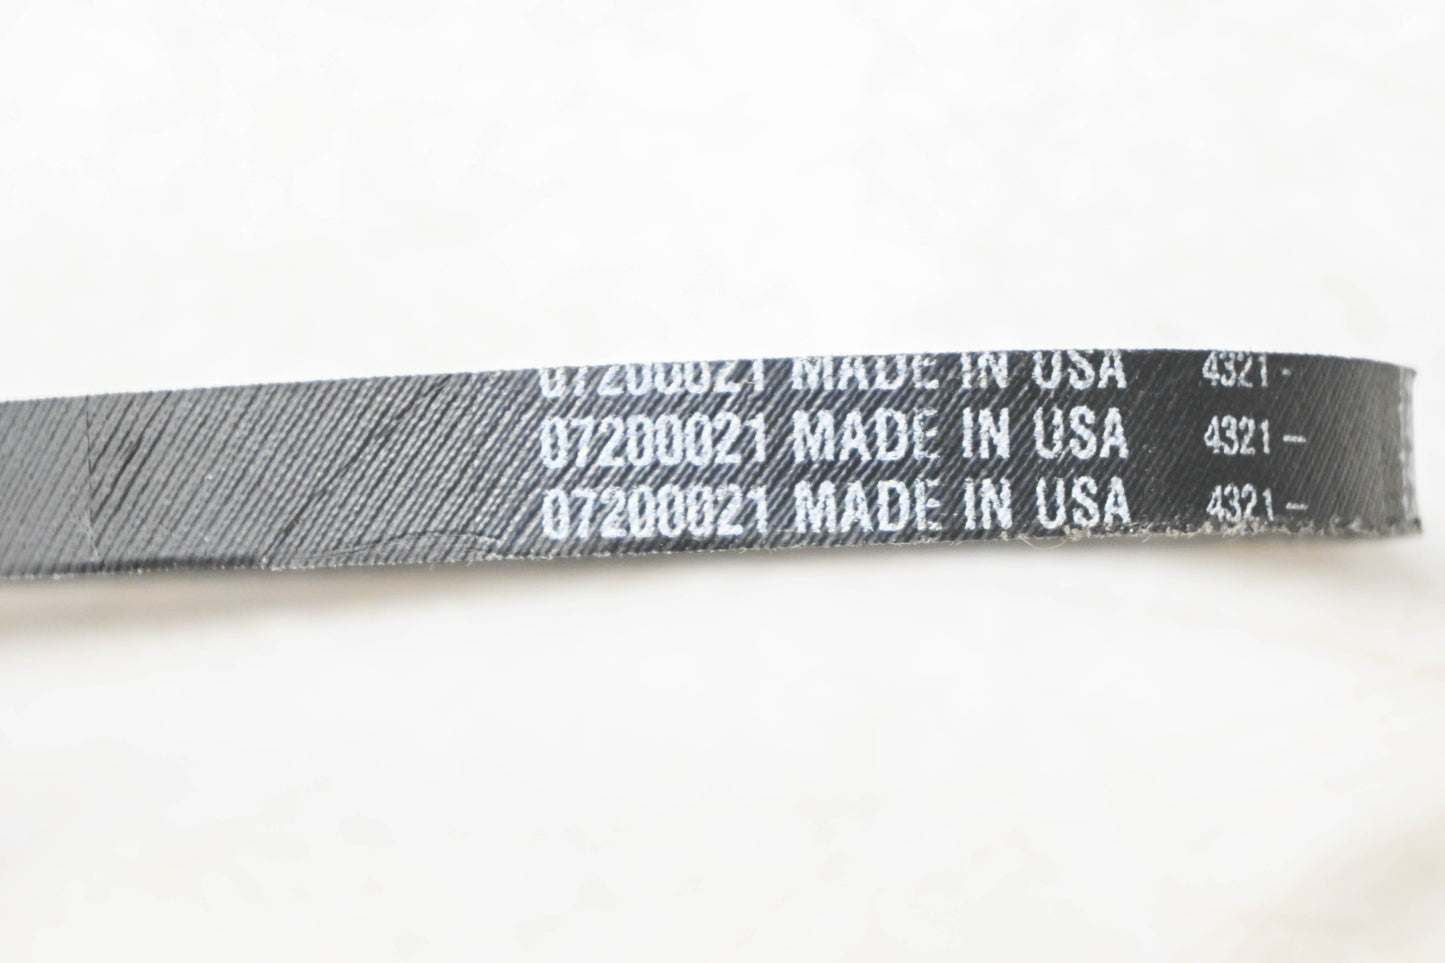 07200021 MADE IN USA 4321 -
07200021 MADE IN USA 4321 —
07200021 MADE IN USA 4321 —